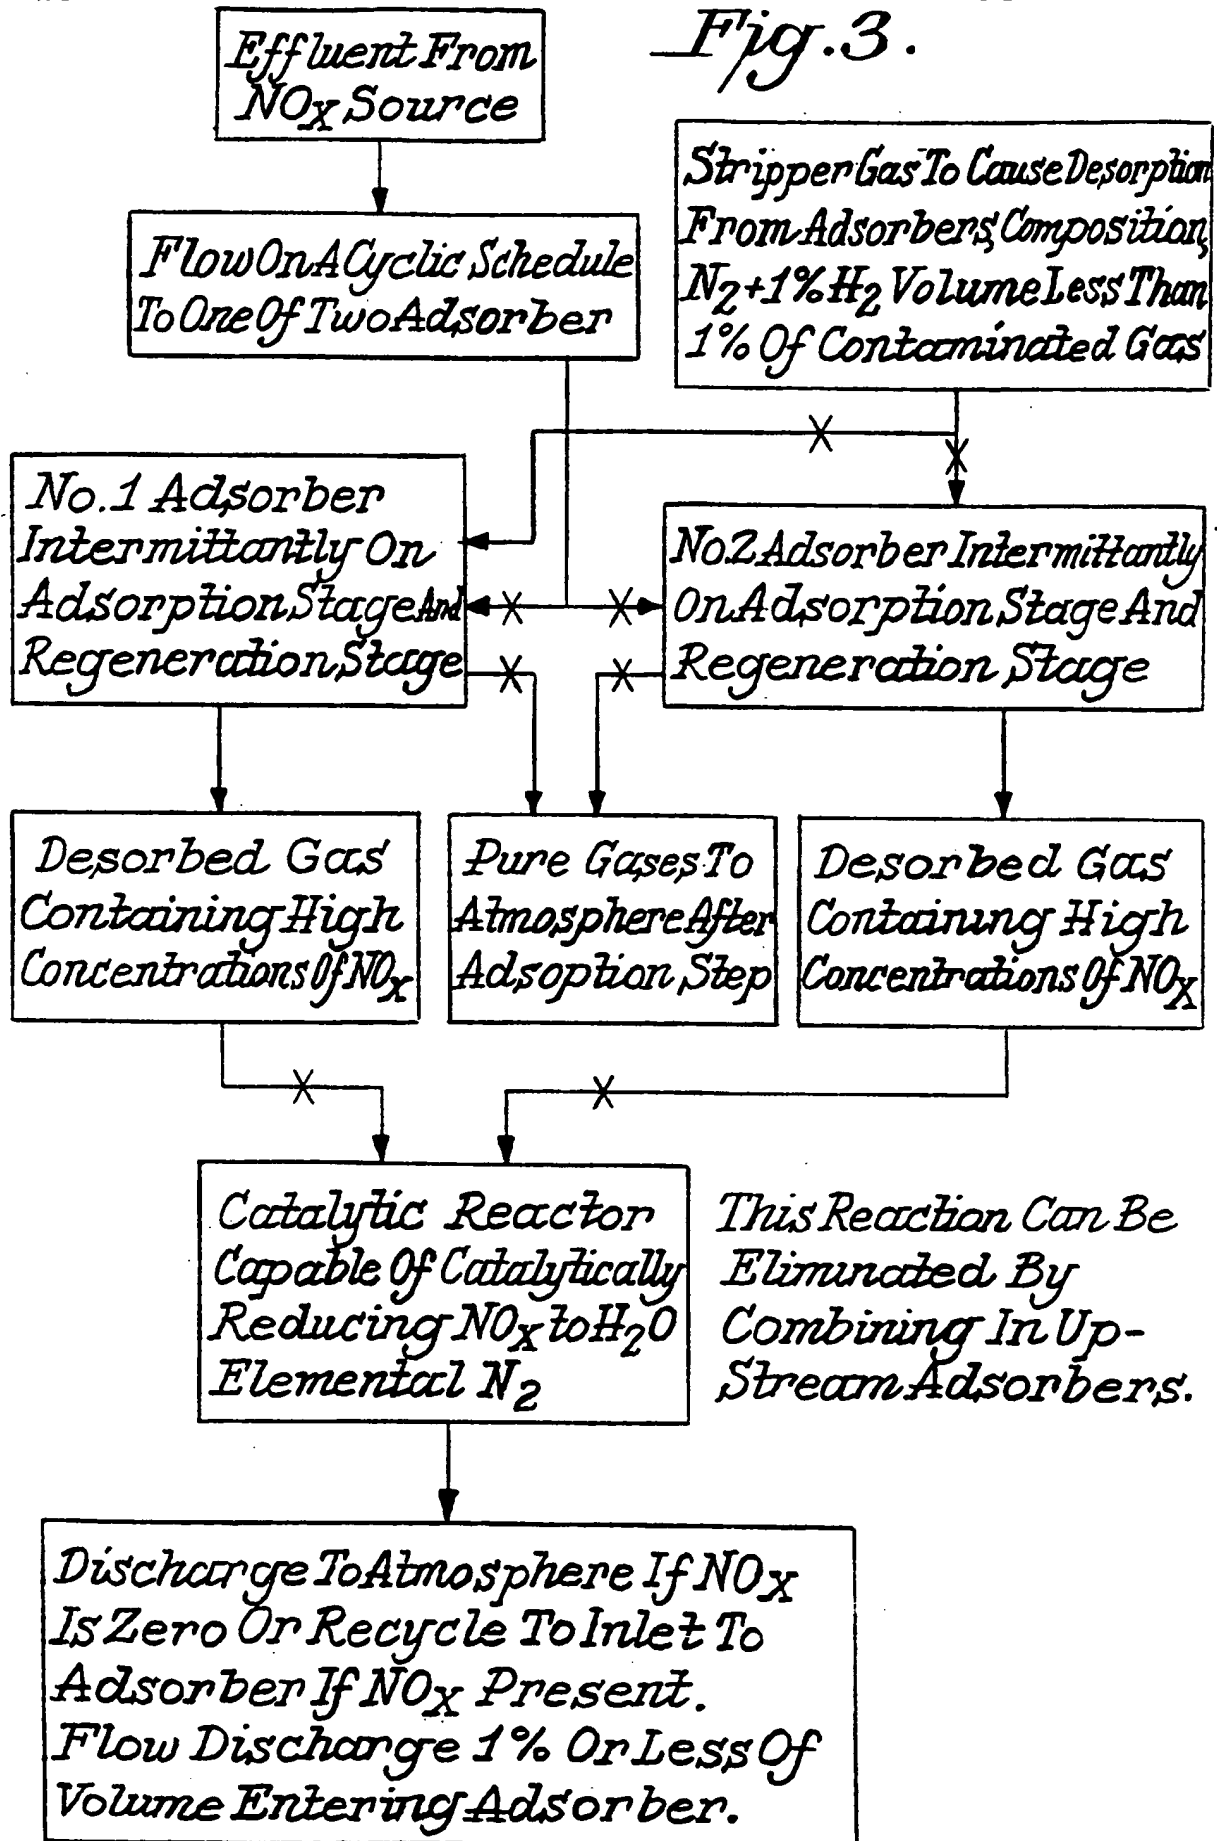 Fig. 3.
Effluent From
NOX Source
Stripper Gas To Cause Desorption
From Adsorbers, Composition,
N2+1% H2 Volume Less Than
1% Of Contaminated Gas
Flow On A Cyclic Schedule
To One Of Two Adsorber
No. 1 Adsorber
Intermittantly On
Adsorption Stage And
Regeneration Stage
No. 2 Adsorber Intermittantly
On Adsorption Stage And
Regeneration Stage
Desorbed Gas
Containing High
Concentrations Of NOX
Pure Gases To
Atmosphere After
Adsoption Step
Desorbed Gas
Containing High
Concentrations Of NOX
Catalytic Reactor
Capable Of Catalytically
Reducing NOX to H2O
Elemental N2
This Reaction Can Be
Eliminated By
Combining In Up-
Stream Adsorbers.
Discharge To Atmosphere If NOX
Is Zero Or Recycle To Inlet To
Adsorber If NOX Present.
Flow Discharge 1% Or Less Of
Volume Entering Adsorber.